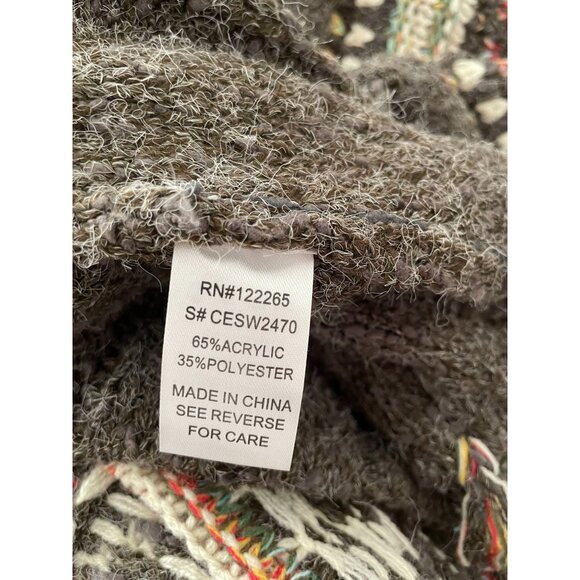 RN#122265
S# CESW2470
65%ACRYLIC
35%POLYESTER
MADE IN CHINA
SEE REVERSE
FOR CARE